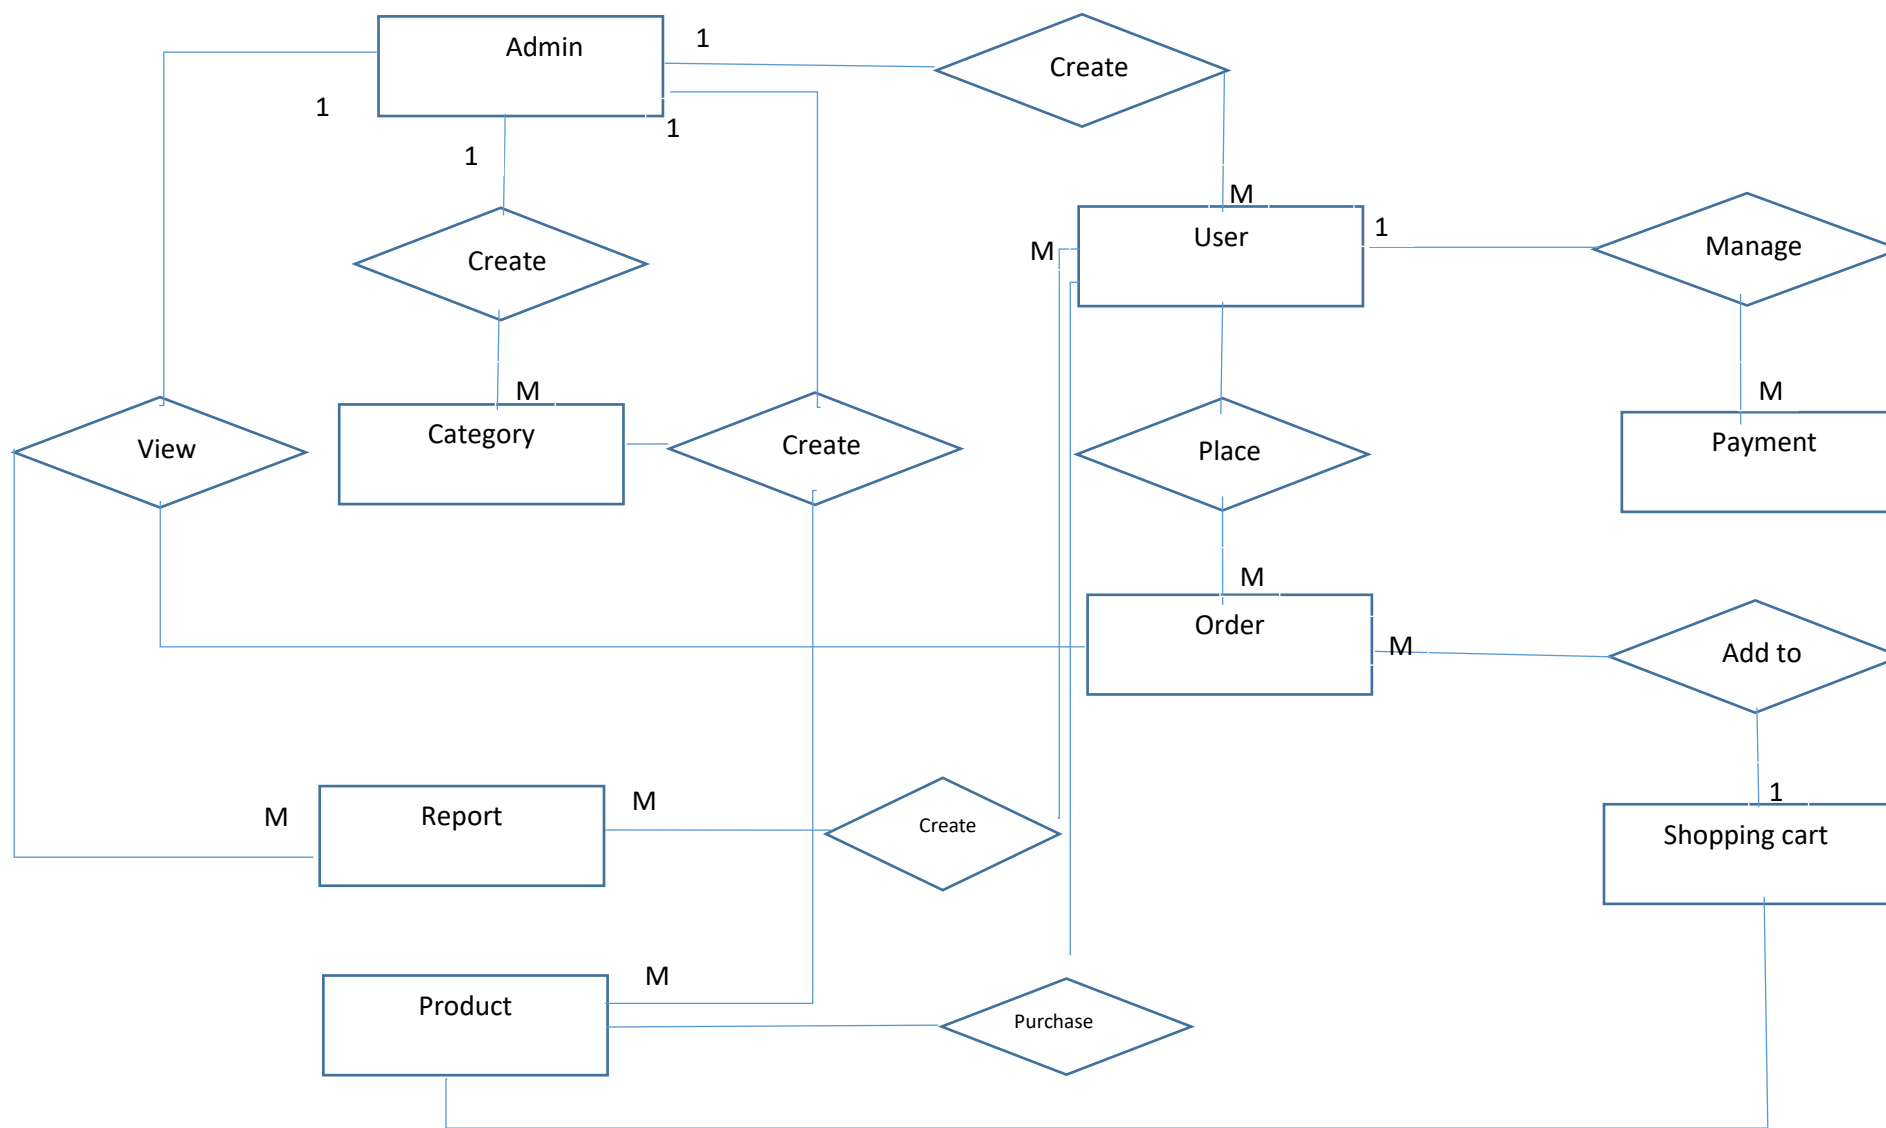 Admin
1
Create
1
1
1
M
User
1
Manage
Create
M
M
M
Category
Create
View
Place
Payment
M
Order
M
Add to
1
M
Report
M
Create
Shopping cart
M
Product
Purchase